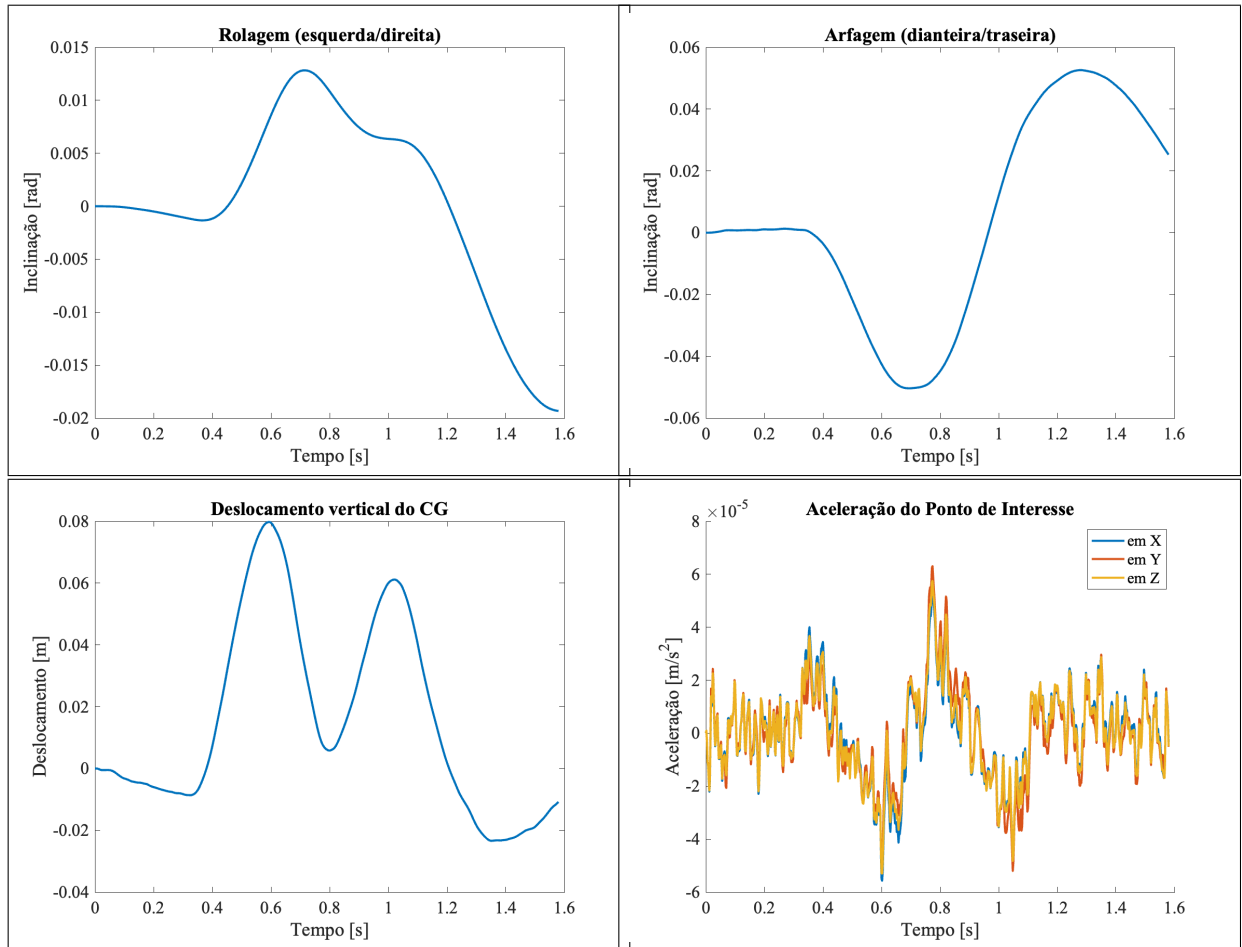 Rolagem (esquerda/direita)
0.015
0.01
0.005
0
-0.005
-0.01
-0.015
-0.02
Inclinação [rad]
0 0.2 0.4 0.6 0.8 1 1.2 1.4 1.6
Tempo [s]
Arfagem (dianteira/traseira)
0.06
0.04
0.02
0
-0.02
-0.04
-0.06
Inclinação [rad]
0 0.2 0.4 0.6 0.8 1 1.2 1.4 1.6
Tempo [s]
Deslocamento vertical do CG
0.08
0.06
0.04
0.02
0
-0.02
-0.04
Deslocamento [m]
0 0.2 0.4 0.6 0.8 1 1.2 1.4 1.6
Tempo [s]
Aceleração do Ponto de Interesse
×10⁻⁵
8
6
4
2
0
-2
-4
-6
Aceleração [m/s²]
em X
em Y
em Z
0 0.2 0.4 0.6 0.8 1 1.2 1.4 1.6
Tempo [s]